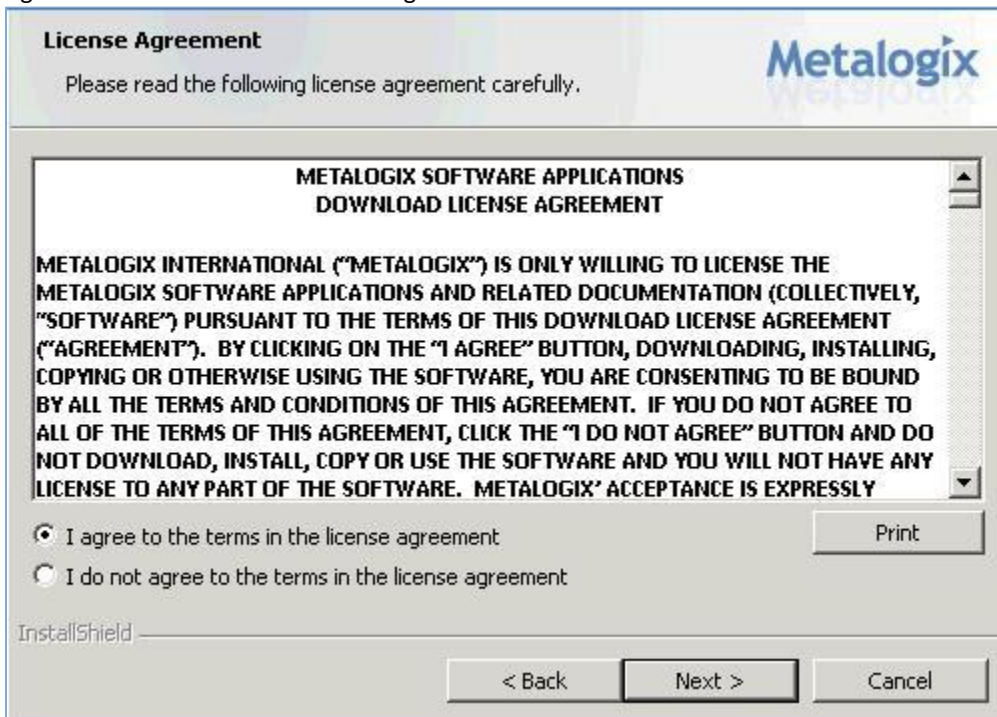 License Agreement
Please read the following license agreement carefully.
Metalogix
METALOGIX SOFTWARE APPLICATIONS
DOWNLOAD LICENSE AGREEMENT
METALOGIX INTERNATIONAL (“METALOGIX”) IS ONLY WILLING TO LICENSE THE
METALOGIX SOFTWARE APPLICATIONS AND RELATED DOCUMENTATION (COLLECTIVELY,
“SOFTWARE”) PURSUANT TO THE TERMS OF THIS DOWNLOAD LICENSE AGREEMENT
(“AGREEMENT”). BY CLICKING ON THE “I AGREE” BUTTON, DOWNLOADING, INSTALLING,
COPYING OR OTHERWISE USING THE SOFTWARE, YOU ARE CONSENTING TO BE BOUND
BY ALL THE TERMS AND CONDITIONS OF THIS AGREEMENT. IF YOU DO NOT AGREE TO
ALL OF THE TERMS OF THIS AGREEMENT, CLICK THE “I DO NOT AGREE” BUTTON AND DO
NOT DOWNLOAD, INSTALL, COPY OR USE THE SOFTWARE AND YOU WILL NOT HAVE ANY
LICENSE TO ANY PART OF THE SOFTWARE. METALOGIX’ ACCEPTANCE IS EXPRESSLY
I agree to the terms in the license agreement
Print
I do not agree to the terms in the license agreement
InstallShield
< Back
Next >
Cancel